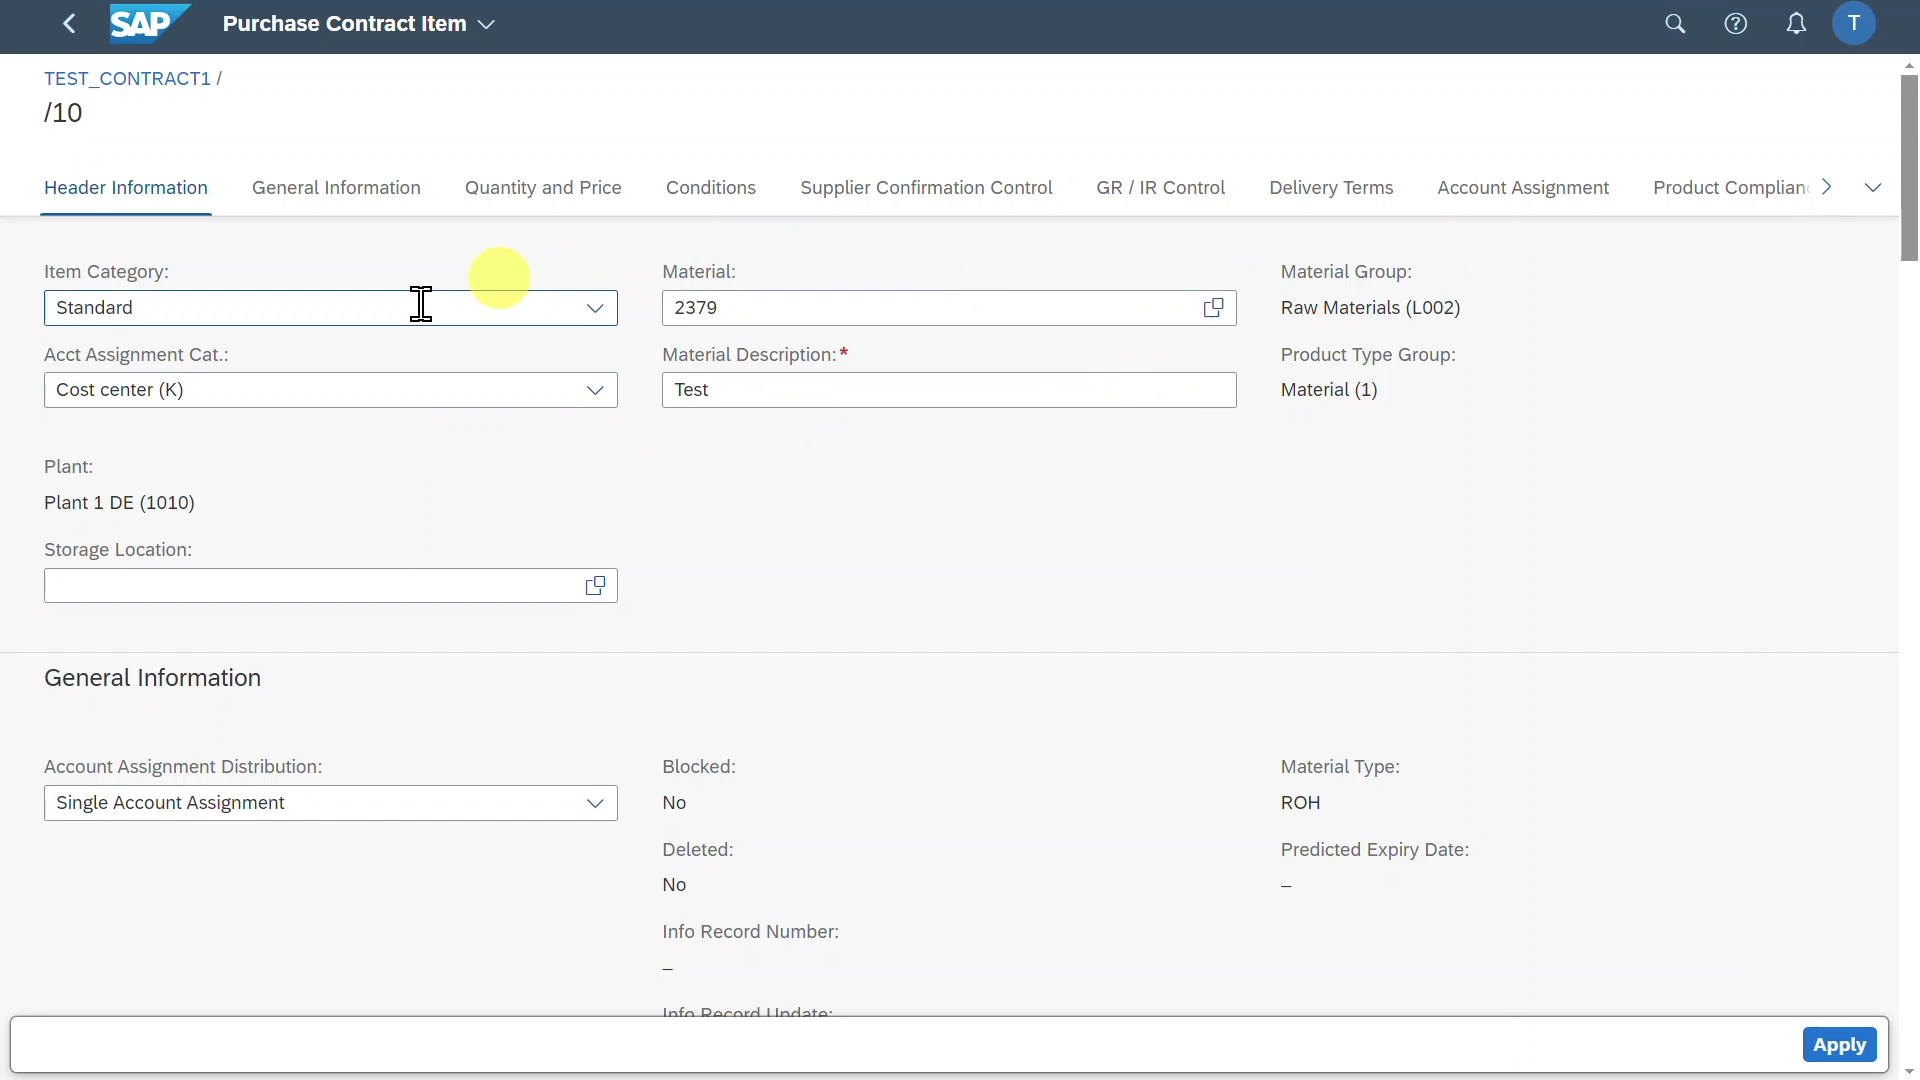 SAP Purchase Contract Item T
TEST_CONTRACT1 /
/10
Header Information General Information Quantity and Price Conditions Supplier Confirmation Control GR / IR Control Delivery Terms Account Assignment Product Complian
Item Category: Material: Material Group:
Standard 2379 Raw Materials (L002)
Acct Assignment Cat.: Material Description:* Product Type Group:
Cost center (K) Test Material (1)
Plant:
Plant 1 DE (1010)
Storage Location:
General Information
Account Assignment Distribution: Blocked: Material Type:
Single Account Assignment No ROH
Deleted: Predicted Expiry Date:
No –
Info Record Number:
–
Info Record Update:
Apply